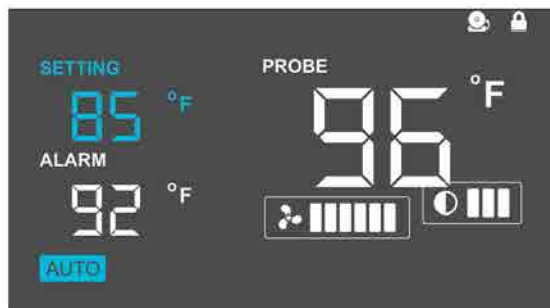 SETTING
85 °F
ALARM
92 °F
AUTO
PROBE
96 °F